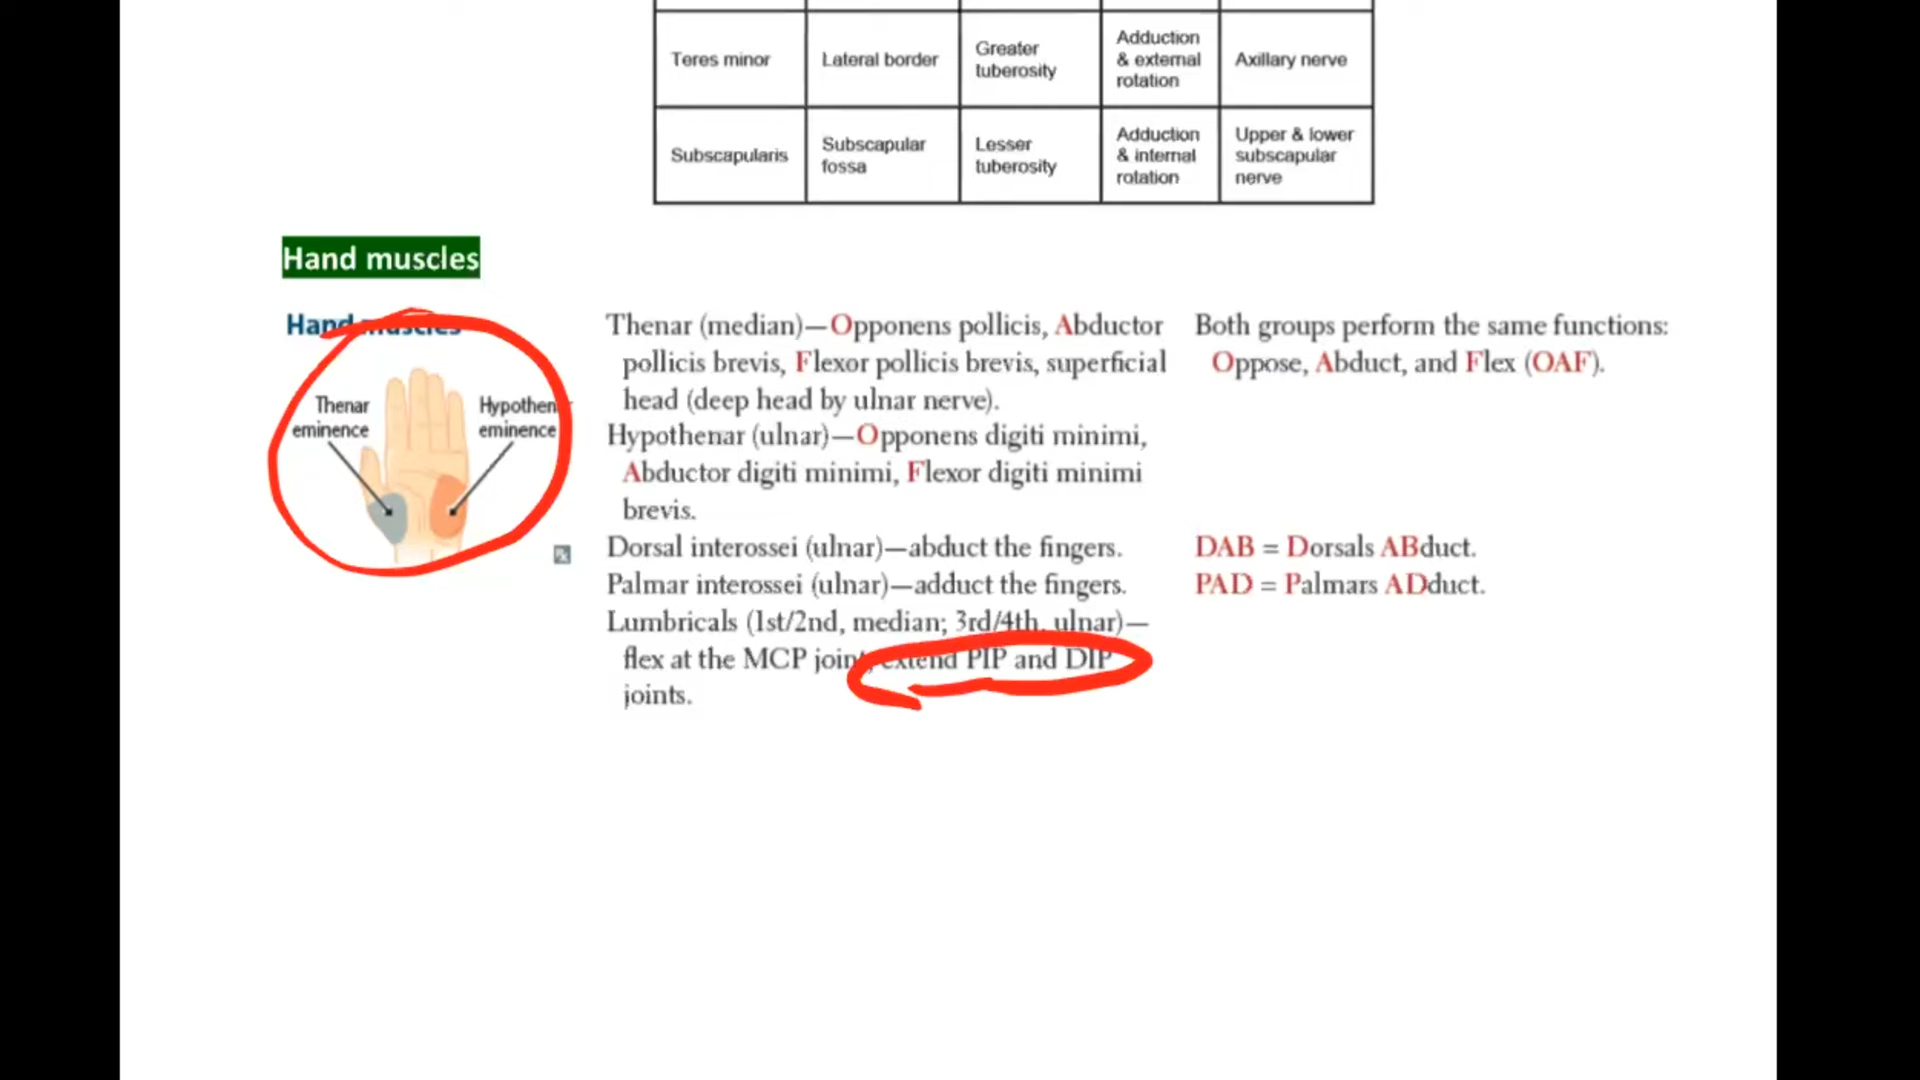 Teres minor
Lateral border
Greater
tuberosity
Adduction
& external
rotation
Axillary nerve
Subscapularis
Subscapular
fossa
Lesser
tuberosity
Adduction
& internal
rotation
Upper & lower
subscapular
nerve
Hand muscles
Hand muscles
Thenar
eminence
Hypothen
eminence
Thenar (median)—Opponens pollicis, Abductor
pollicis brevis, Flexor pollicis brevis, superficial
head (deep head by ulnar nerve).
Hypothenar (ulnar)—Opponens digiti minimi,
Abductor digiti minimi, Flexor digiti minimi
brevis.
Dorsal interossei (ulnar)—abduct the fingers.
Palmar interossei (ulnar)—adduct the fingers.
Lumbricals (1st/2nd, median; 3rd/4th, ulnar)—
flex at the MCP joint, extend PIP and DIP
joints.
Both groups perform the same functions:
Oppose, Abduct, and Flex (OAF).
DAB = Dorsals ABduct.
PAD = Palmars ADduct.